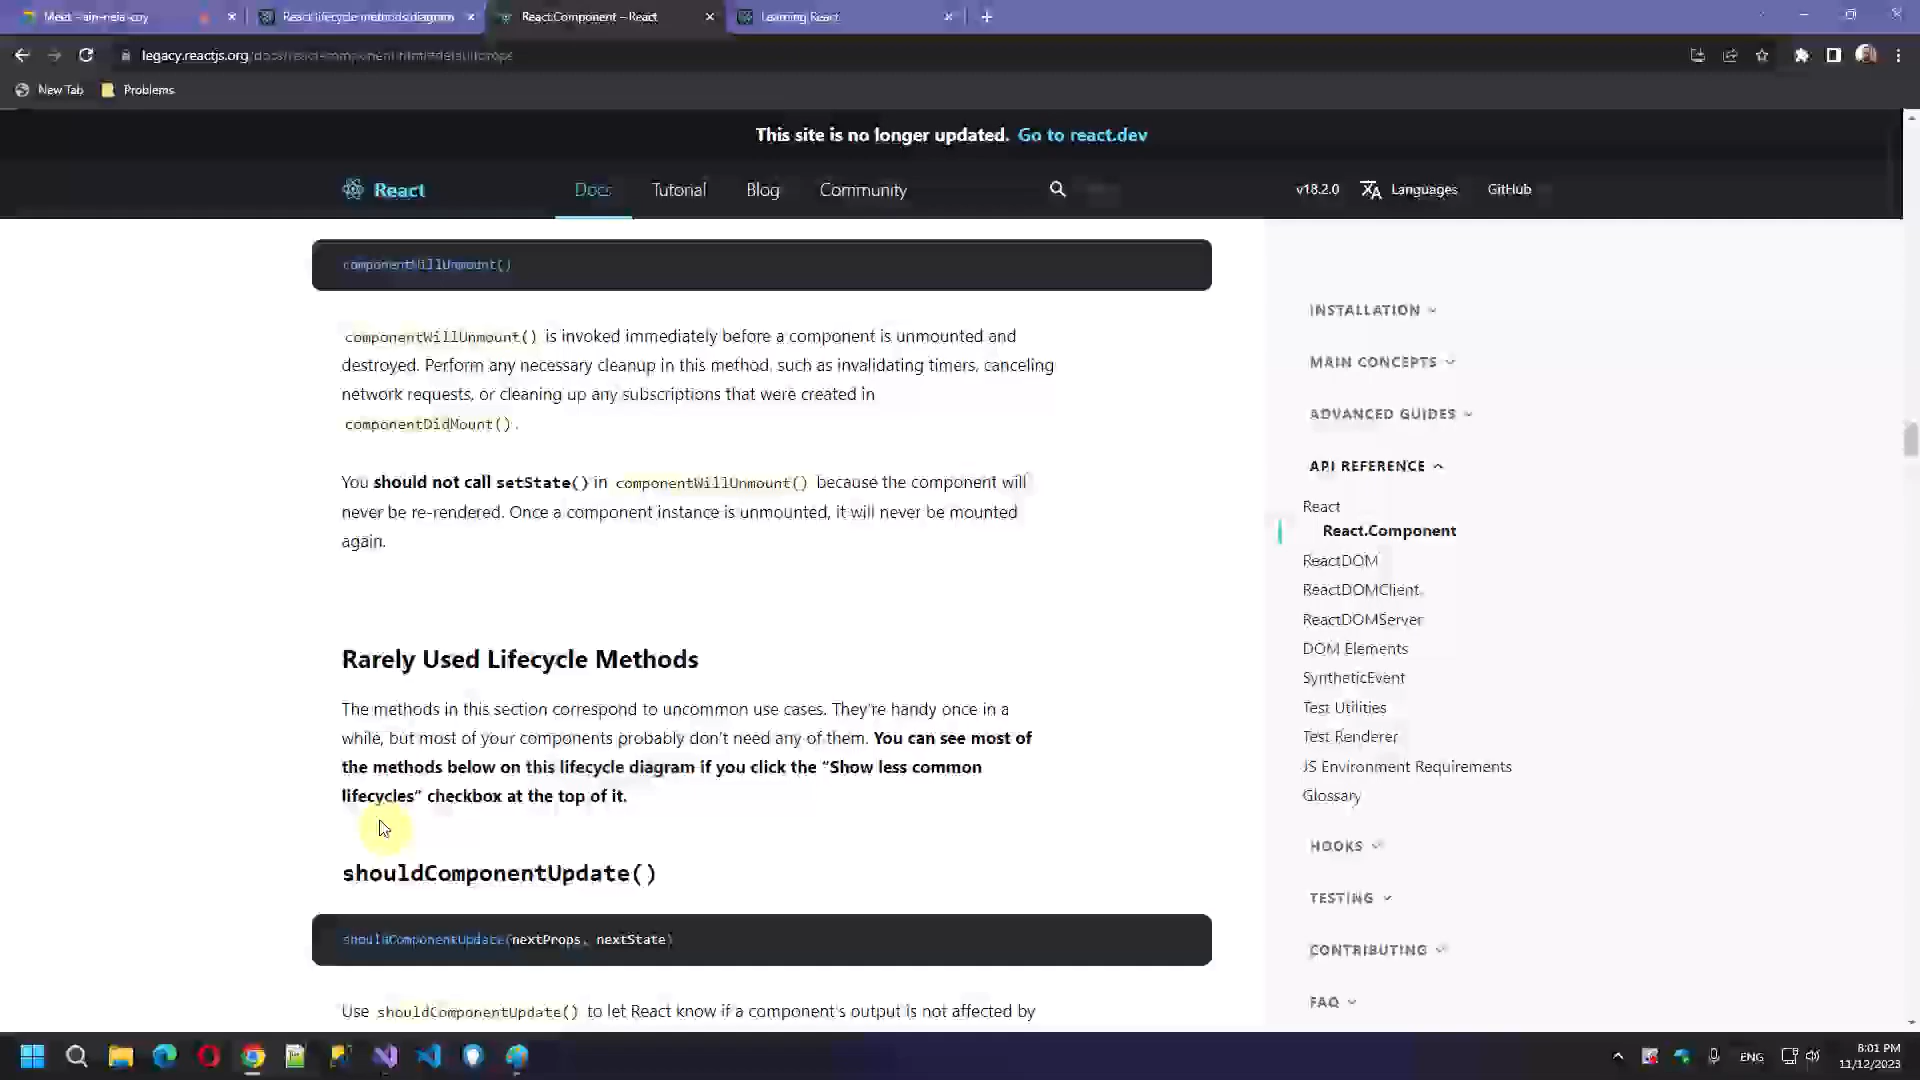 React lifecycle methods diagram
React.Component – React
Learning React
legacy.reactjs.org/docs/react-component.html#defaultprops
New Tab
Problems
This site is no longer updated. Go to react.dev
React
Docs
Tutorial
Blog
Community
v18.2.0
Languages
GitHub
componentWillUnmount()
componentWillUnmount() is invoked immediately before a component is unmounted and
destroyed. Perform any necessary cleanup in this method, such as invalidating timers, canceling
network requests, or cleaning up any subscriptions that were created in
componentDidMount().
You should not call setState() in componentWillUnmount() because the component will
never be re-rendered. Once a component instance is unmounted, it will never be mounted
again.
Rarely Used Lifecycle Methods
The methods in this section correspond to uncommon use cases. They're handy once in a
while, but most of your components probably don't need any of them. You can see most of
the methods below on this lifecycle diagram if you click the “Show less common
lifecycles” checkbox at the top of it.
shouldComponentUpdate()
shouldComponentUpdate(nextProps, nextState)
Use shouldComponentUpdate() to let React know if a component's output is not affected by
INSTALLATION
MAIN CONCEPTS
ADVANCED GUIDES
API REFERENCE
React
React.Component
ReactDOM
ReactDOMClient
ReactDOMServer
DOM Elements
SyntheticEvent
Test Utilities
Test Renderer
JS Environment Requirements
Glossary
HOOKS
TESTING
CONTRIBUTING
FAQ
ENG
8:01 PM
11/12/2023